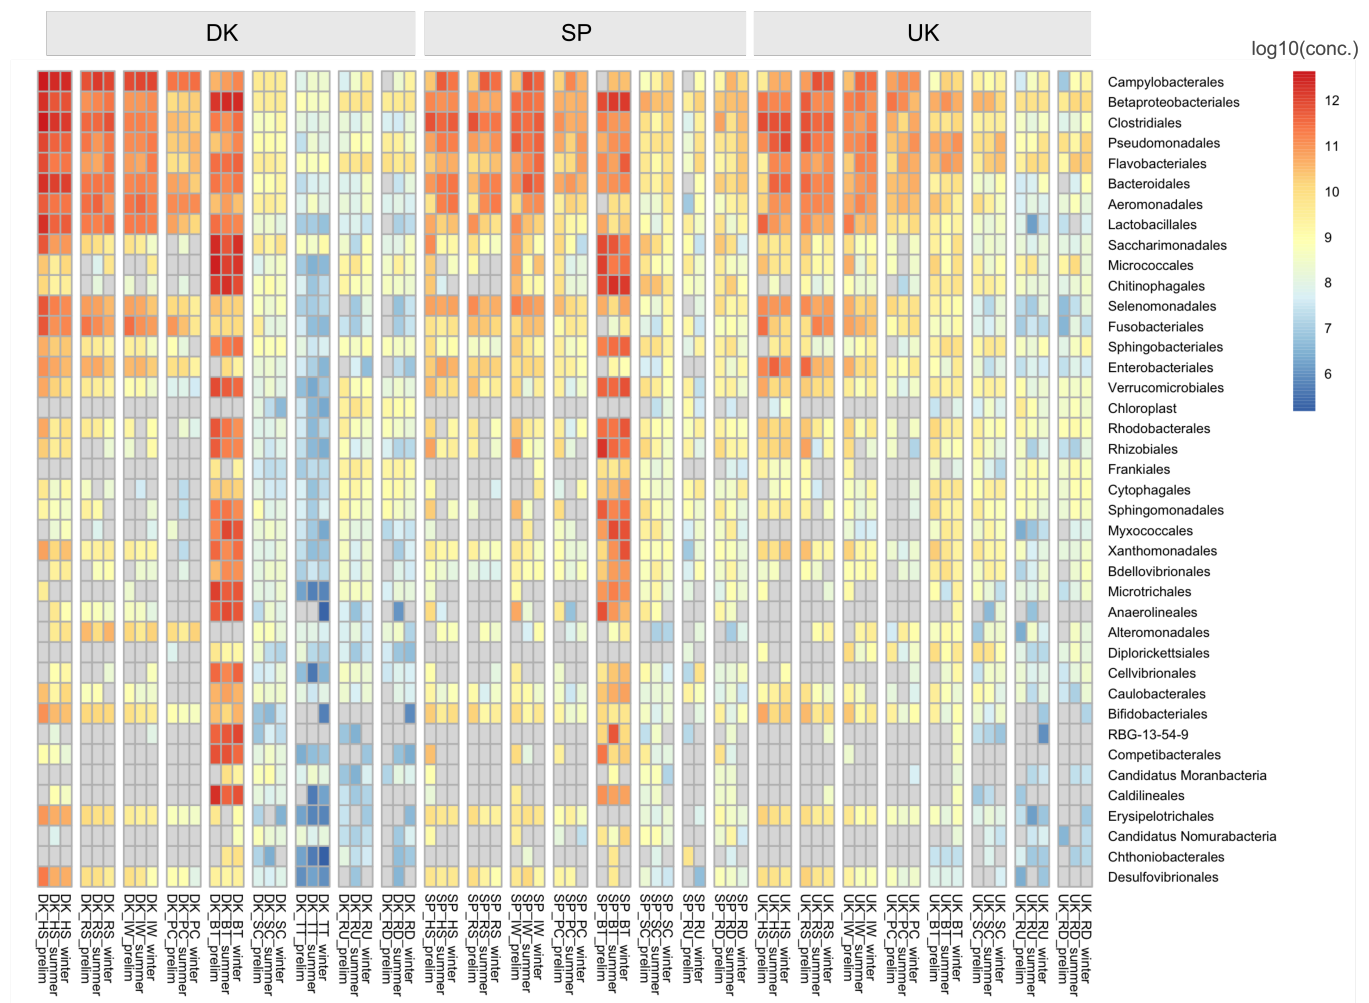 DK
SP
UK
log10(conc.)
12
11
10
9
8
7
6
Campylobacterales
Betaproteobacteriales
Clostridiales
Pseudomonadales
Flavobacteriales
Bacteroidales
Aeromonadales
Lactobacillales
Saccharimonadales
Micrococcales
Chitinophagales
Selenomonadales
Fusobacteriales
Sphingobacteriales
Enterobacteriales
Verrucomicrobiales
Chloroplast
Rhodobacterales
Rhizobiales
Frankiales
Cytophagales
Sphingomonadales
Myxococcales
Xanthomonadales
Bdellovibrionales
Microtrichales
Anaerolineales
Alteromonadales
Diplorickettsiales
Cellvibrionales
Caulobacterales
Bifidobacteriales
RBG-13-54-9
Competibacterales
Candidatus Moranbacteria
Caldilineales
Erysipelotrichales
Candidatus Nomurabacteria
Chthoniobacterales
Desulfovibrionales
DK_HS_prelim
DK_HS_summer
DK_HS_winter
DK_RS_prelim
DK_RS_summer
DK_RS_winter
DK_IW_prelim
DK_IW_summer
DK_IW_winter
DK_PC_prelim
DK_PC_summer
DK_PC_winter
DK_BT_prelim
DK_BT_summer
DK_BT_winter
DK_SC_prelim
DK_SC_summer
DK_SC_winter
DK_TT_prelim
DK_TT_summer
DK_TT_winter
DK_RU_prelim
DK_RU_summer
DK_RU_winter
DK_RD_prelim
DK_RD_summer
DK_RD_winter
SP_HS_prelim
SP_HS_summer
SP_HS_winter
SP_RS_prelim
SP_RS_summer
SP_RS_winter
SP_IW_prelim
SP_IW_summer
SP_IW_winter
SP_PC_prelim
SP_PC_summer
SP_PC_winter
SP_BT_prelim
SP_BT_summer
SP_BT_winter
SP_SC_prelim
SP_SC_summer
SP_SC_winter
SP_RU_prelim
SP_RU_winter
SP_RD_prelim
SP_RD_summer
SP_RD_winter
UK_HS_prelim
UK_HS_summer
UK_HS_winter
UK_RS_prelim
UK_RS_summer
UK_RS_winter
UK_IW_prelim
UK_IW_summer
UK_IW_winter
UK_PC_prelim
UK_PC_summer
UK_PC_winter
UK_BT_prelim
UK_BT_summer
UK_BT_winter
UK_SC_prelim
UK_SC_summer
UK_SC_winter
UK_RU_prelim
UK_RU_summer
UK_RU_winter
UK_RD_prelim
UK_RD_summer
UK_RD_winter